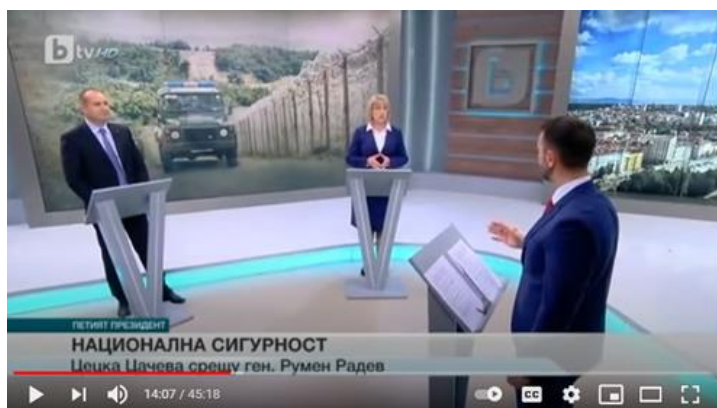 btv HD
ПЕТИЯТ ПРЕЗИДЕНТ
НАЦИОНАЛНА СИГУРНОСТ
Цецка Цачева срещу ген. Румен Радев
14:07 / 45:18
CC